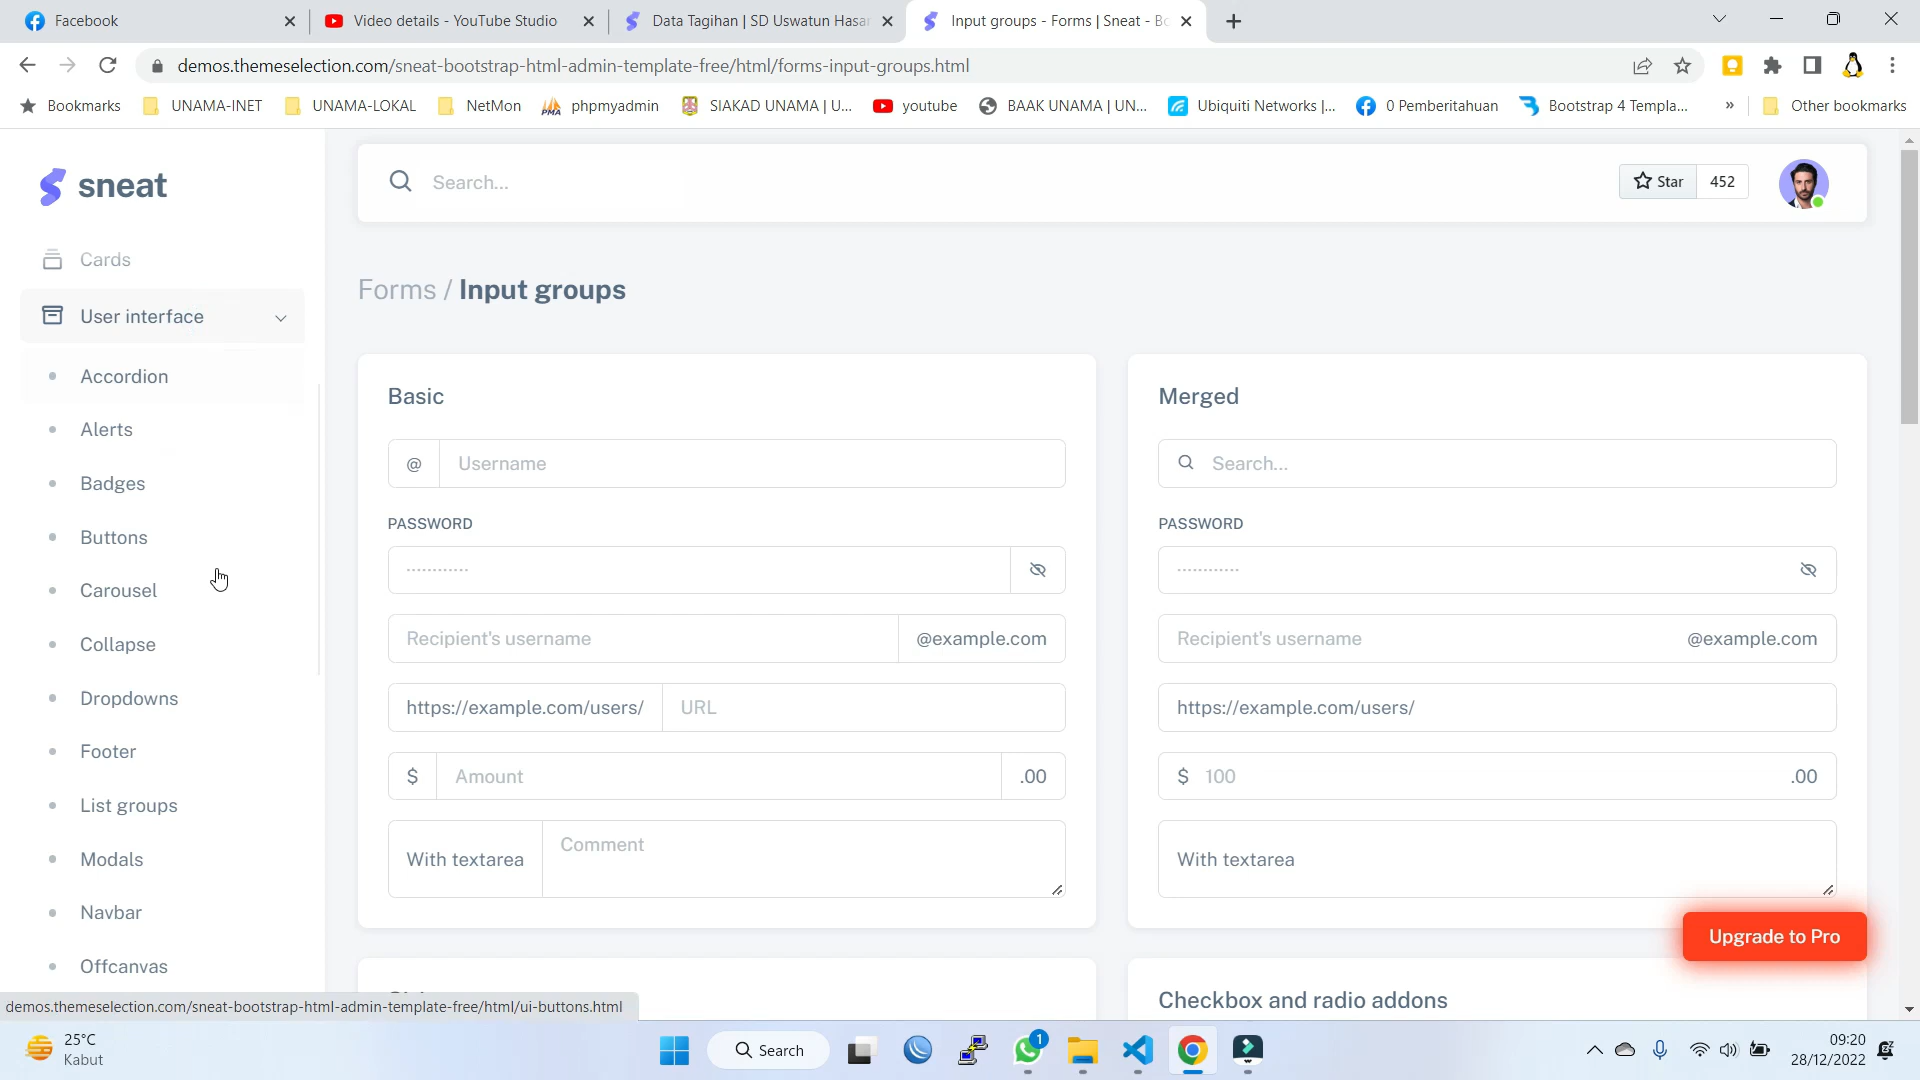 Facebook
Video details - YouTube Studio
Data Tagihan | SD Uswatun Hasa
Input groups - Forms | Sneat - Bo
demos.themeselection.com/sneat-bootstrap-html-admin-template-free/html/forms-input-groups.html
Bookmarks
UNAMA-INET
UNAMA-LOKAL
NetMon
PMA
phpmyadmin
SIAKAD UNAMA | U...
youtube
BAAK UNAMA | UN...
Ubiquiti Networks |...
0 Pemberitahuan
Bootstrap 4 Templa...
»
Other bookmarks
sneat
Search...
Star
452
Cards
User interface
Accordion
Alerts
Badges
Buttons
Carousel
Collapse
Dropdowns
Footer
List groups
Modals
Navbar
Offcanvas
Forms / Input groups
Basic
@ Username
PASSWORD
············
Recipient's username @example.com
https://example.com/users/ URL
$ Amount .00
With textarea Comment
Merged
Search...
PASSWORD
············
Recipient's username @example.com
https://example.com/users/
$ 100 .00
With textarea
Upgrade to Pro
Checkbox and radio addons
demos.themeselection.com/sneat-bootstrap-html-admin-template-free/html/ui-buttons.html
25°C
Kabut
Search
1
09:20
28/12/2022